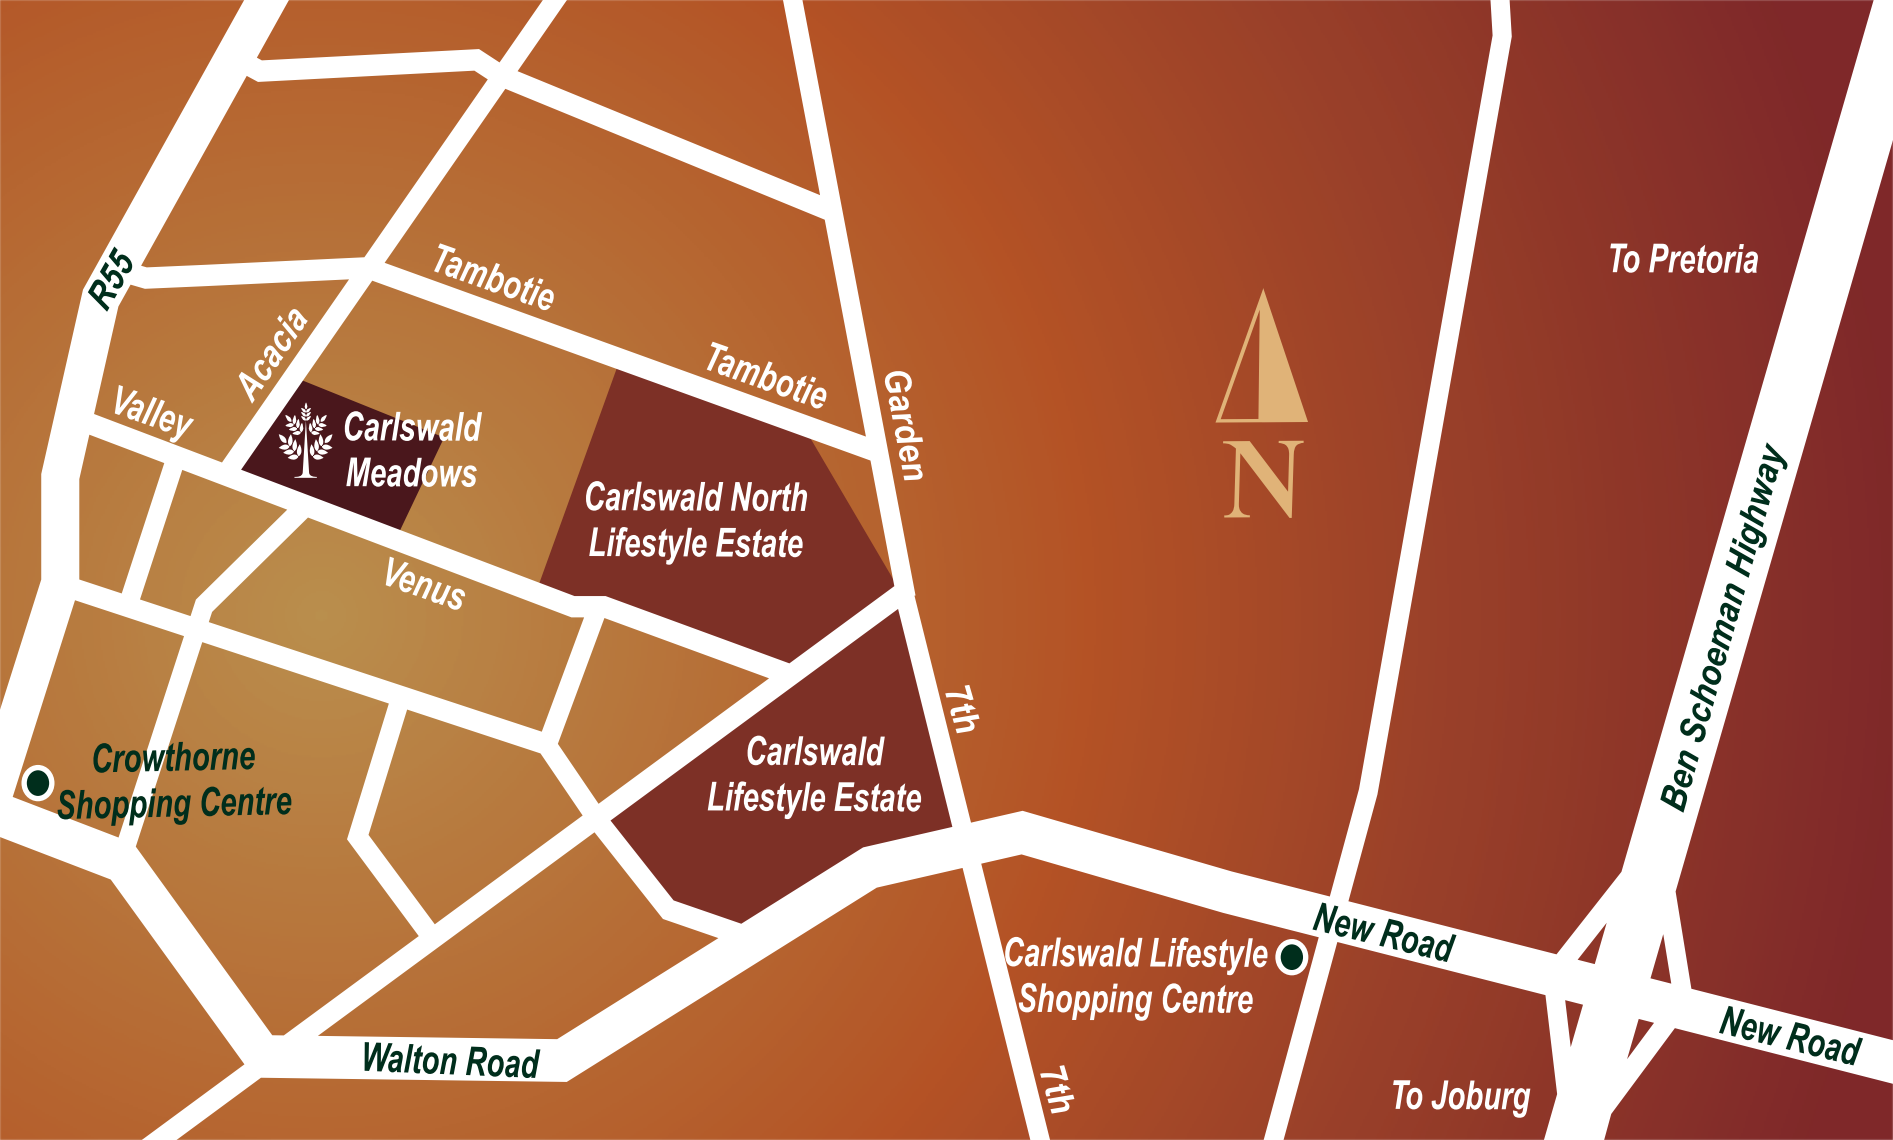 R55
Tambotie
To Pretoria
Acacia
Tambotie
Valley
Garden
Carlswald
Meadows
Carlswald North
Lifestyle Estate
N
Ben Schoeman Highway
Venus
7th
Crowthorne
Shopping Centre
Carlswald
Lifestyle Estate
New Road
Carlswald Lifestyle
Shopping Centre
New Road
Walton Road
7th
To Joburg